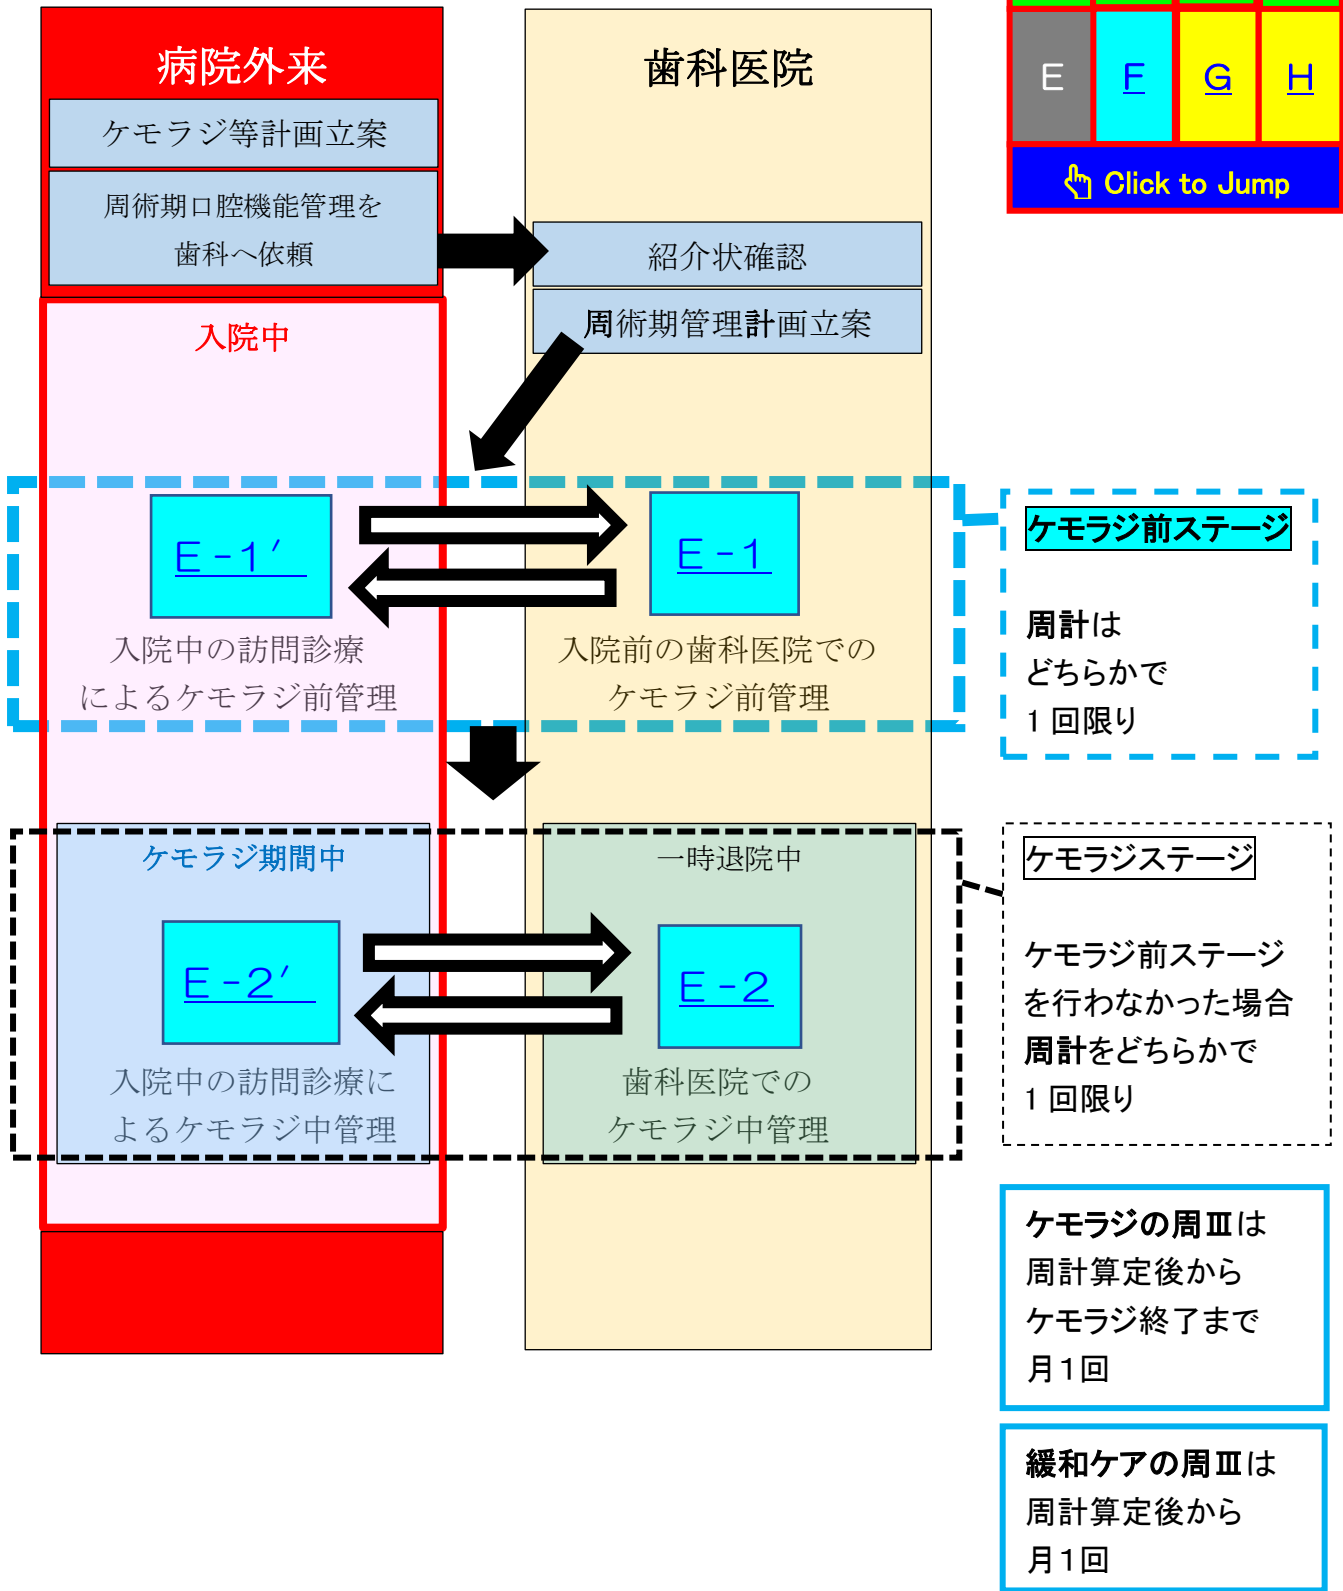 病院外来
ケモラジ等計画立案
周術期口腔機能管理を
歯科へ依頼
歯科医院
紹介状確認
周術期管理計画立案
E F G H
Click to Jump
入院中
E-1′
入院中の訪問診療
によるケモラジ前管理
E-1
入院前の歯科医院での
ケモラジ前管理
ケモラジ前ステージ
周計は
どちらかで
1回限り
ケモラジ期間中
E-2′
入院中の訪問診療に
よるケモラジ中管理
一時退院中
E-2
歯科医院での
ケモラジ中管理
ケモラジステージ
ケモラジ前ステージ
を行わなかった場合
周計をどちらかで
1回限り
ケモラジの周Ⅲは
周計算定後から
ケモラジ終了まで
月1回
緩和ケアの周Ⅲは
周計算定後から
月1回